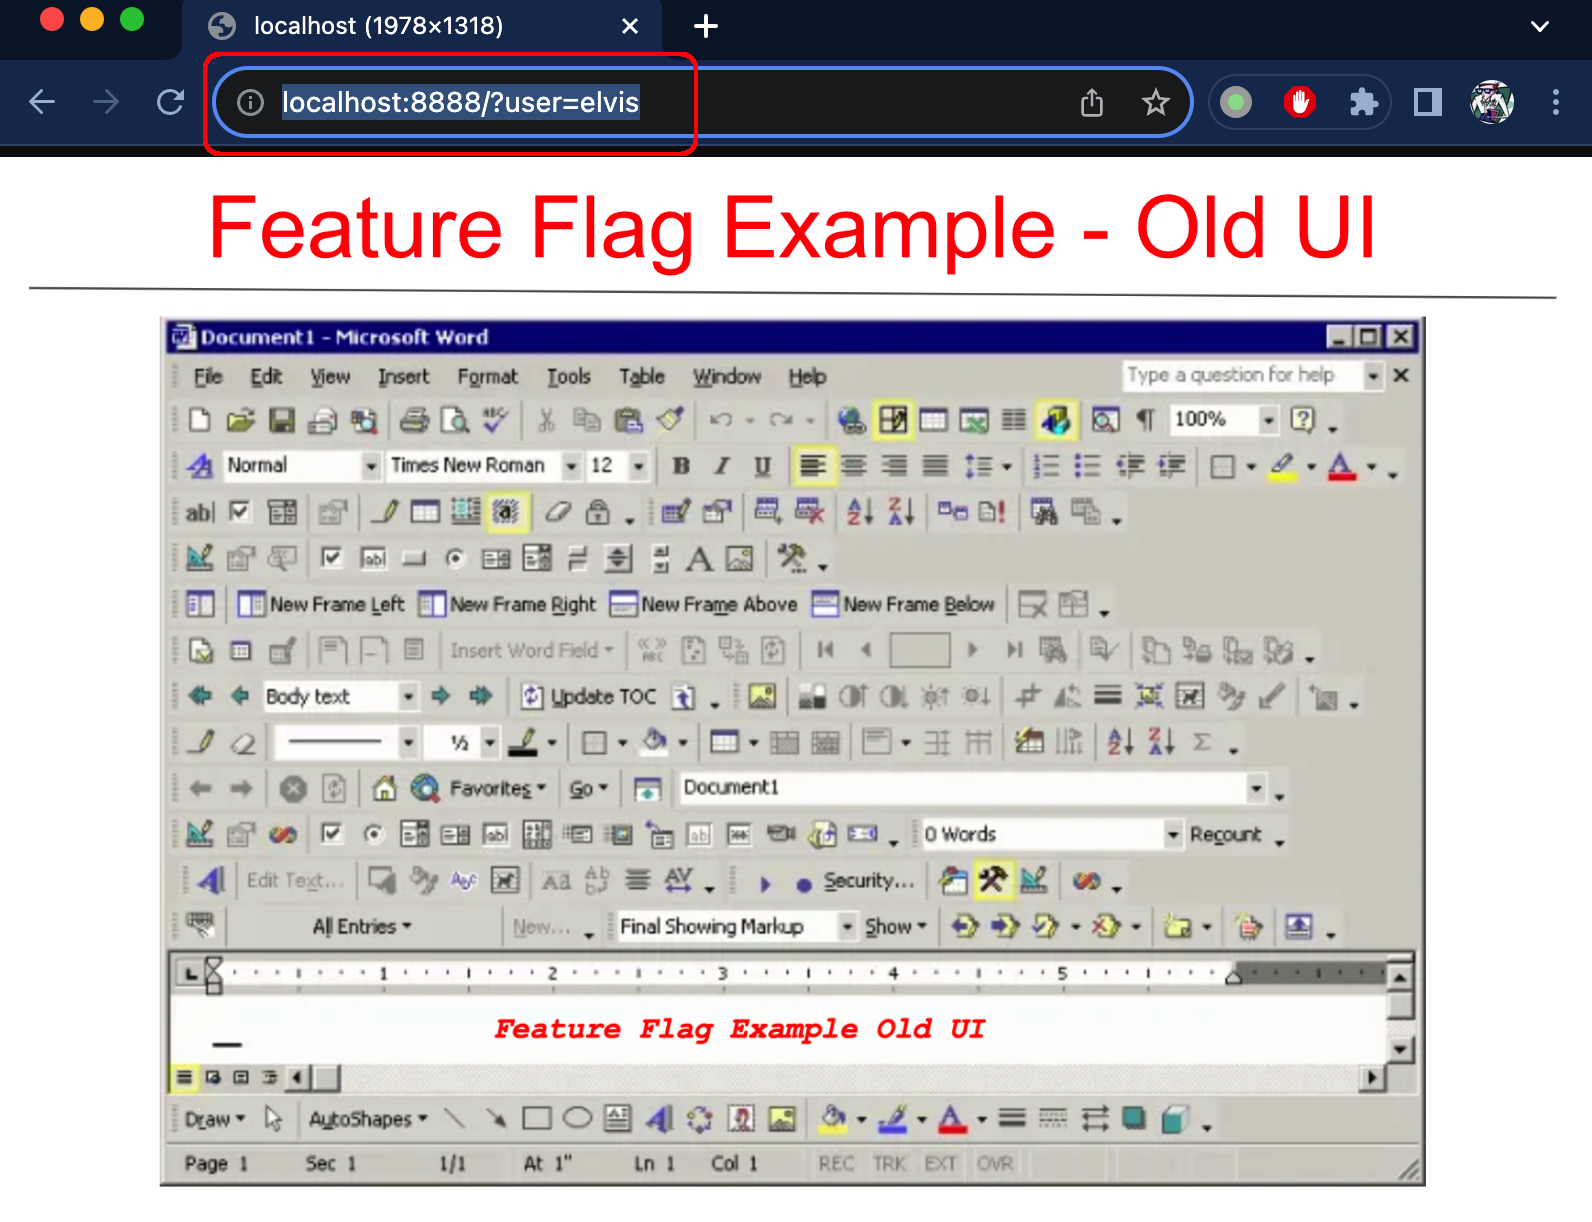 localhost (1978×1318)
localhost:8888/?user=elvis
Feature Flag Example - Old UI
Document1 - Microsoft Word
File Edit View Insert Format Tools Table Window Help Type a question for help
100%
Normal Times New Roman 12 B I U
ab|
New Frame Left New Frame Right New Frame Above New Frame Below
Insert Word Field
Body text Update TOC
½
Favorites Go Document1
0 Words Recount
Edit Text... Security...
All Entries New... Final Showing Markup Show
1 2 3 4 5
Feature Flag Example Old UI
Draw AutoShapes
Page 1 Sec 1 1/1 At 1" Ln 1 Col 1 REC TRK EXT OVR